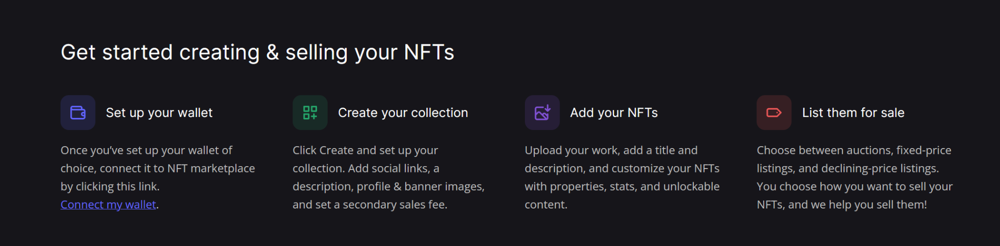 Get started creating & selling your NFTs
Set up your wallet
Once you’ve set up your wallet of
choice, connect it to NFT marketplace
by clicking this link.
Connect my wallet.
Create your collection
Click Create and set up your
collection. Add social links, a
description, profile & banner images,
and set a secondary sales fee.
Add your NFTs
Upload your work, add a title and
description, and customize your NFTs
with properties, stats, and unlockable
content.
List them for sale
Choose between auctions, fixed-price
listings, and declining-price listings.
You choose how you want to sell your
NFTs, and we help you sell them!